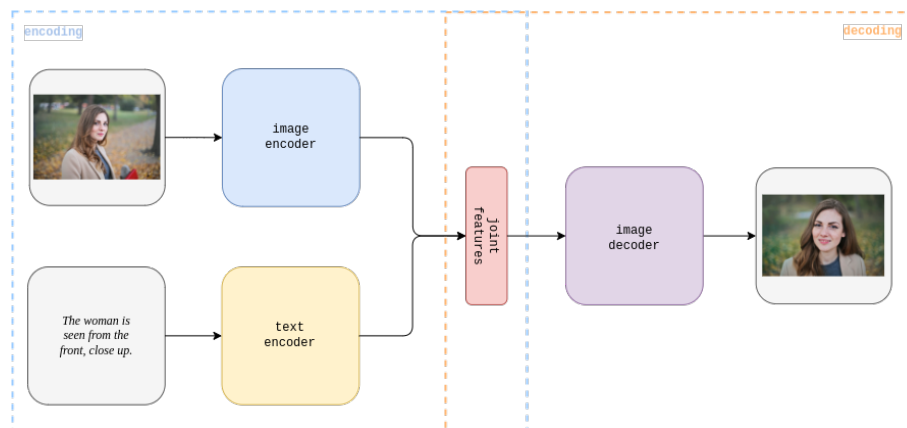 encoding
decoding
image
encoder
joint
features
image
decoder
The woman is
seen from the
front, close up.
text
encoder